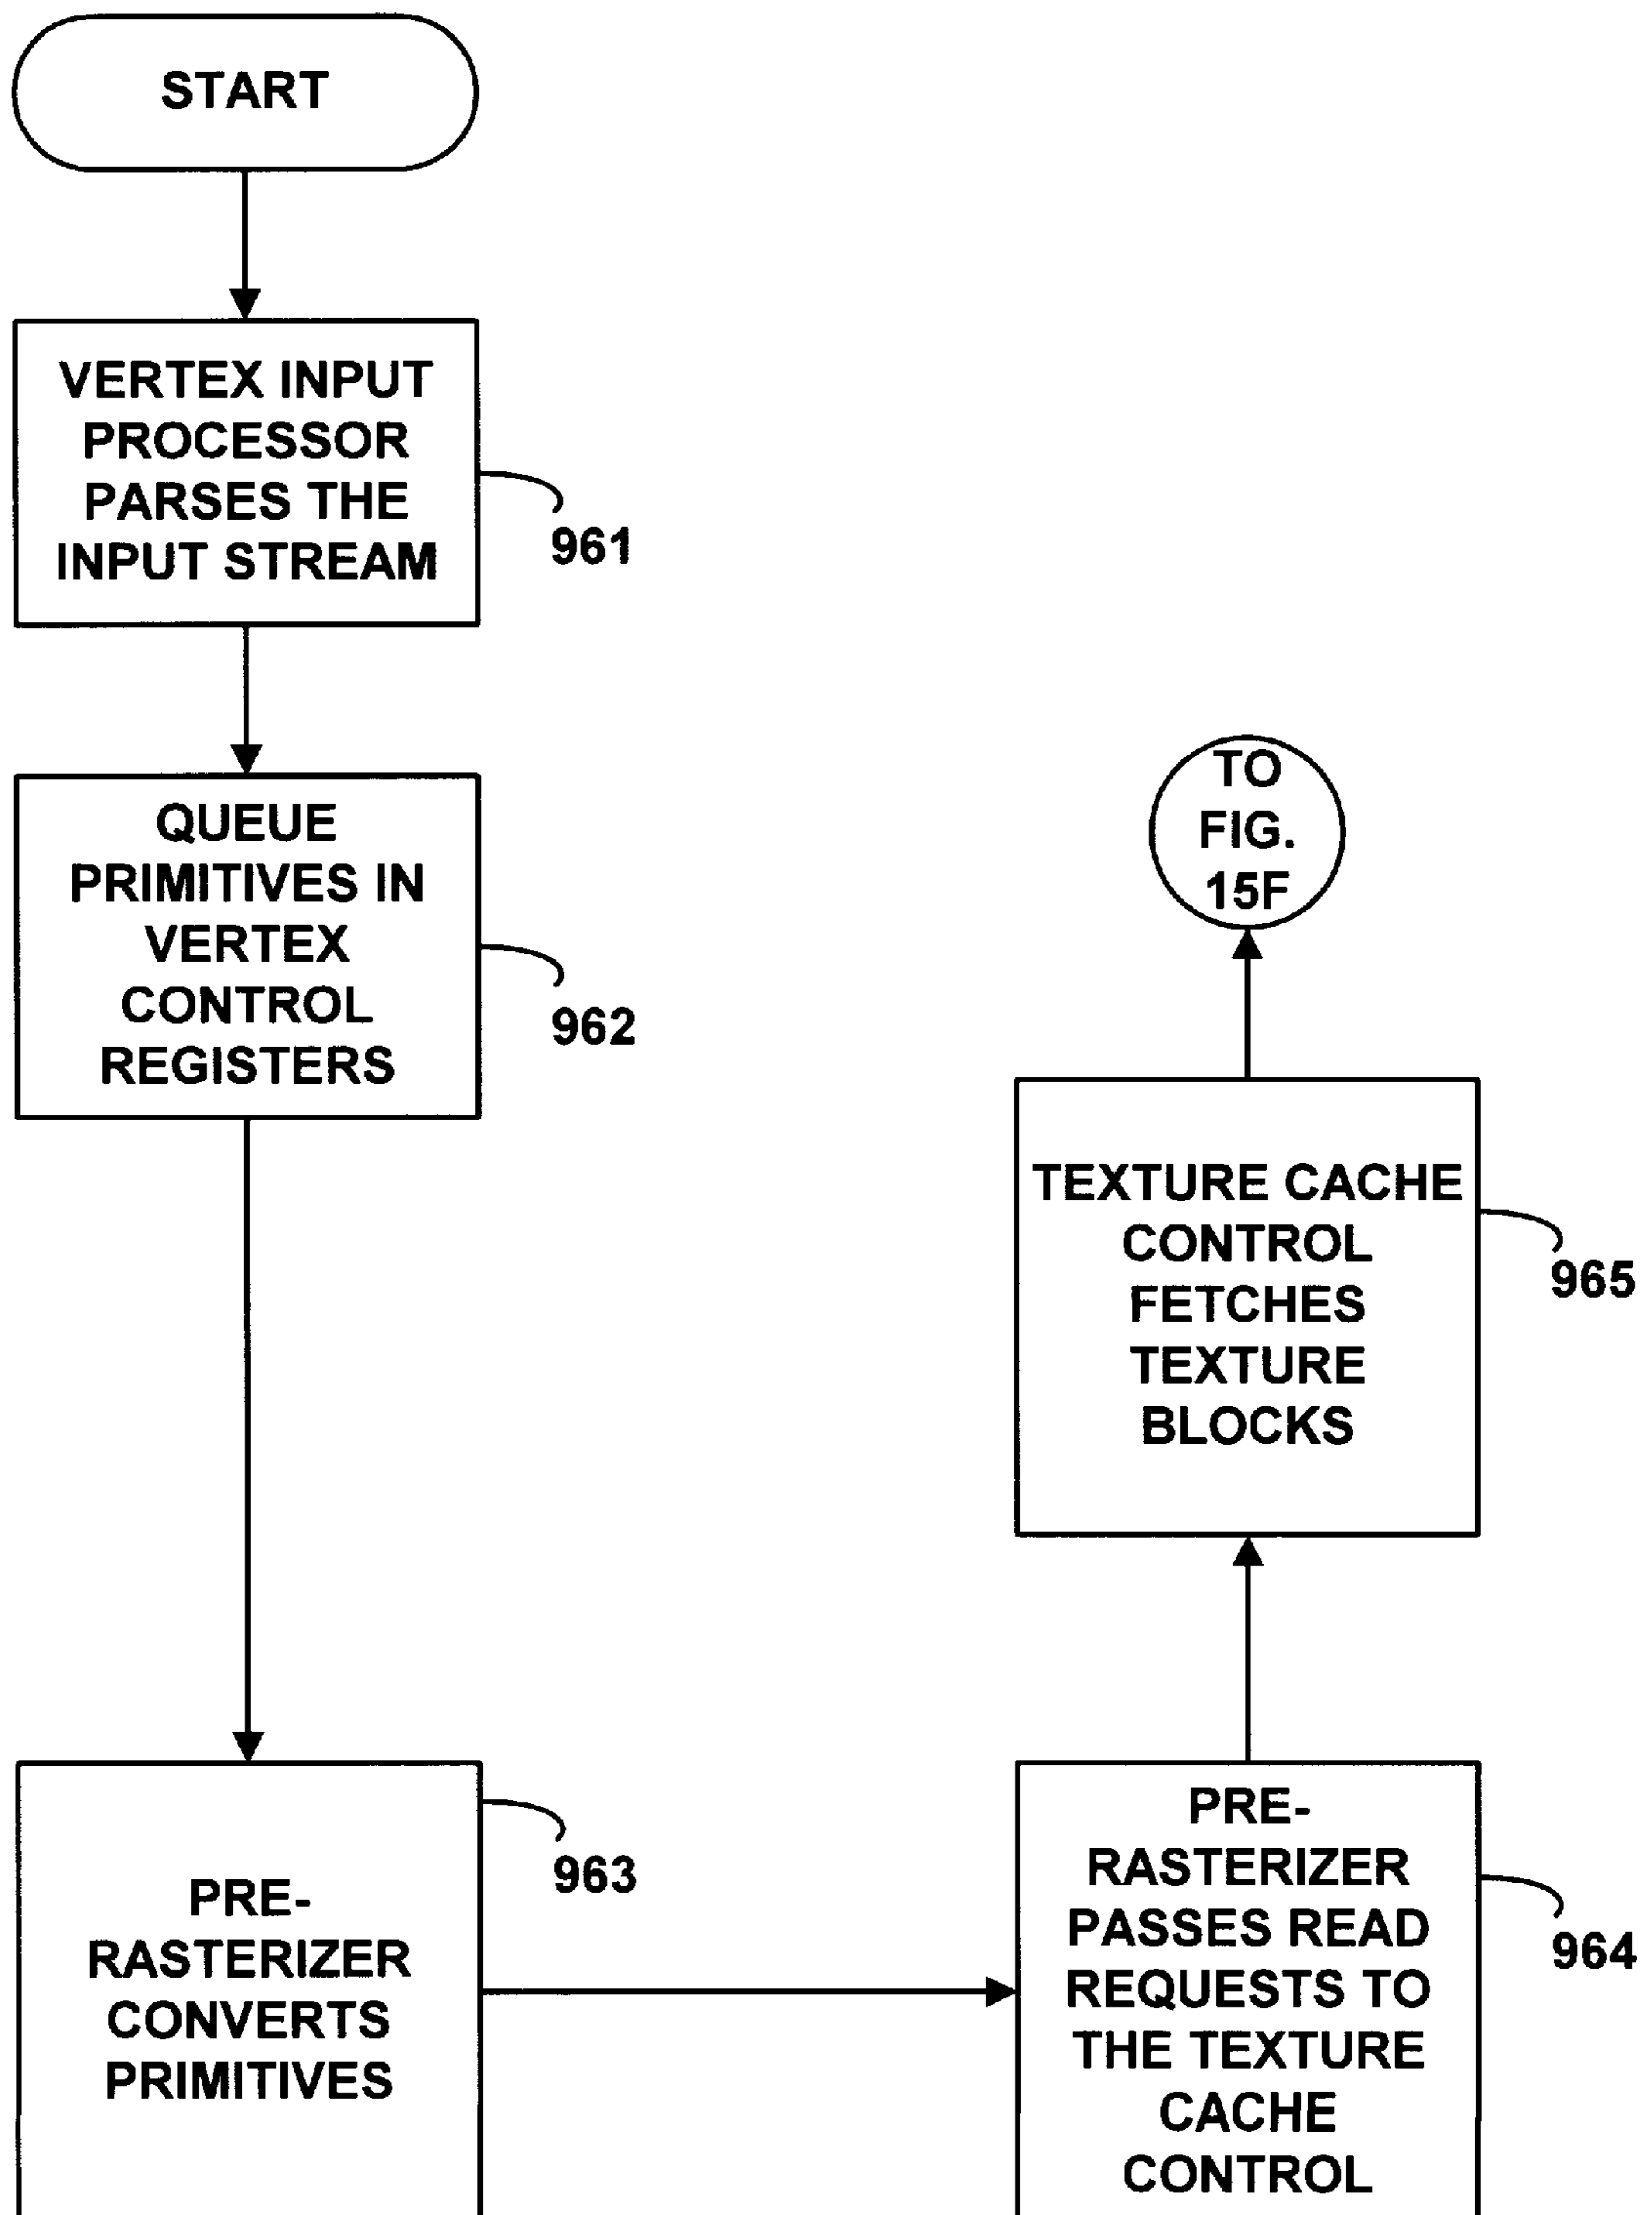 START
VERTEX INPUT
PROCESSOR
PARSES THE
INPUT STREAM
961
QUEUE
PRIMITIVES IN
VERTEX
CONTROL
REGISTERS
962
PRE-
RASTERIZER
CONVERTS
PRIMITIVES
963
PRE-
RASTERIZER
PASSES READ
REQUESTS TO
THE TEXTURE
CACHE
CONTROL
964
TEXTURE CACHE
CONTROL
FETCHES
TEXTURE
BLOCKS
965
TO
FIG.
15F